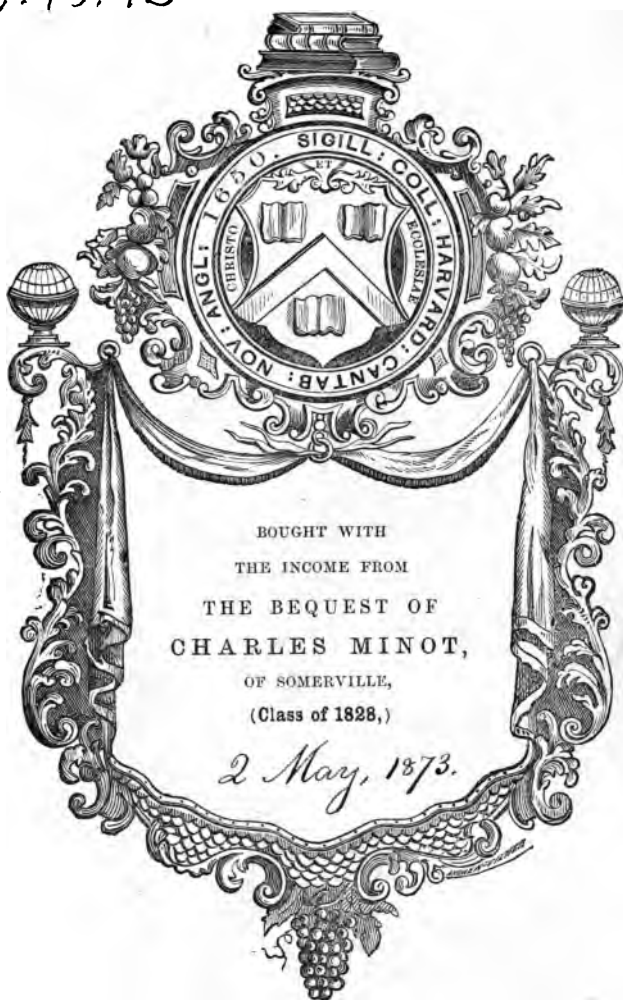 SIGILL: COLL: HARVARD: CANTAB: NOV: ANGL: 1650.
CHRISTO ET ECCLESIAE
BOUGHT WITH
THE INCOME FROM
THE BEQUEST OF
CHARLES MINOT,
OF SOMERVILLE,
(Class of 1828,)
2 May, 1873.